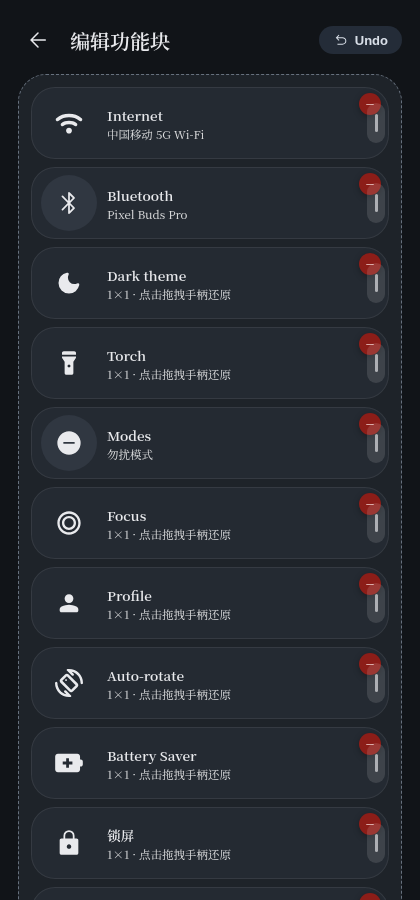 编辑功能块
Undo
Internet
中国移动 5G Wi-Fi
Bluetooth
Pixel Buds Pro
Dark theme
1×1 · 点击拖拽手柄还原
Torch
1×1 · 点击拖拽手柄还原
Modes
勿扰模式
Focus
1×1 · 点击拖拽手柄还原
Profile
1×1 · 点击拖拽手柄还原
Auto-rotate
1×1 · 点击拖拽手柄还原
Battery Saver
1×1 · 点击拖拽手柄还原
锁屏
1×1 · 点击拖拽手柄还原